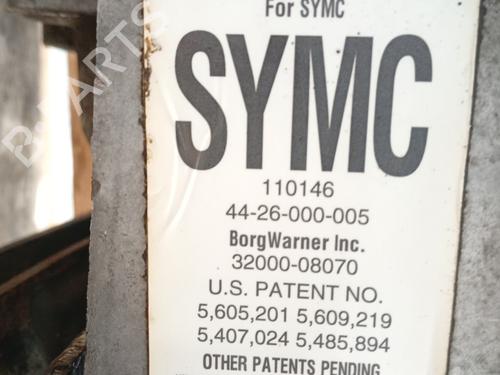 For SYMC
SYMC
110146
44-26-000-005
BorgWarner Inc.
32000-08070
U.S. PATENT NO.
5,605,201 5,609,219
5,407,024 5,485,894
OTHER PATENTS PENDING
B-PARTS